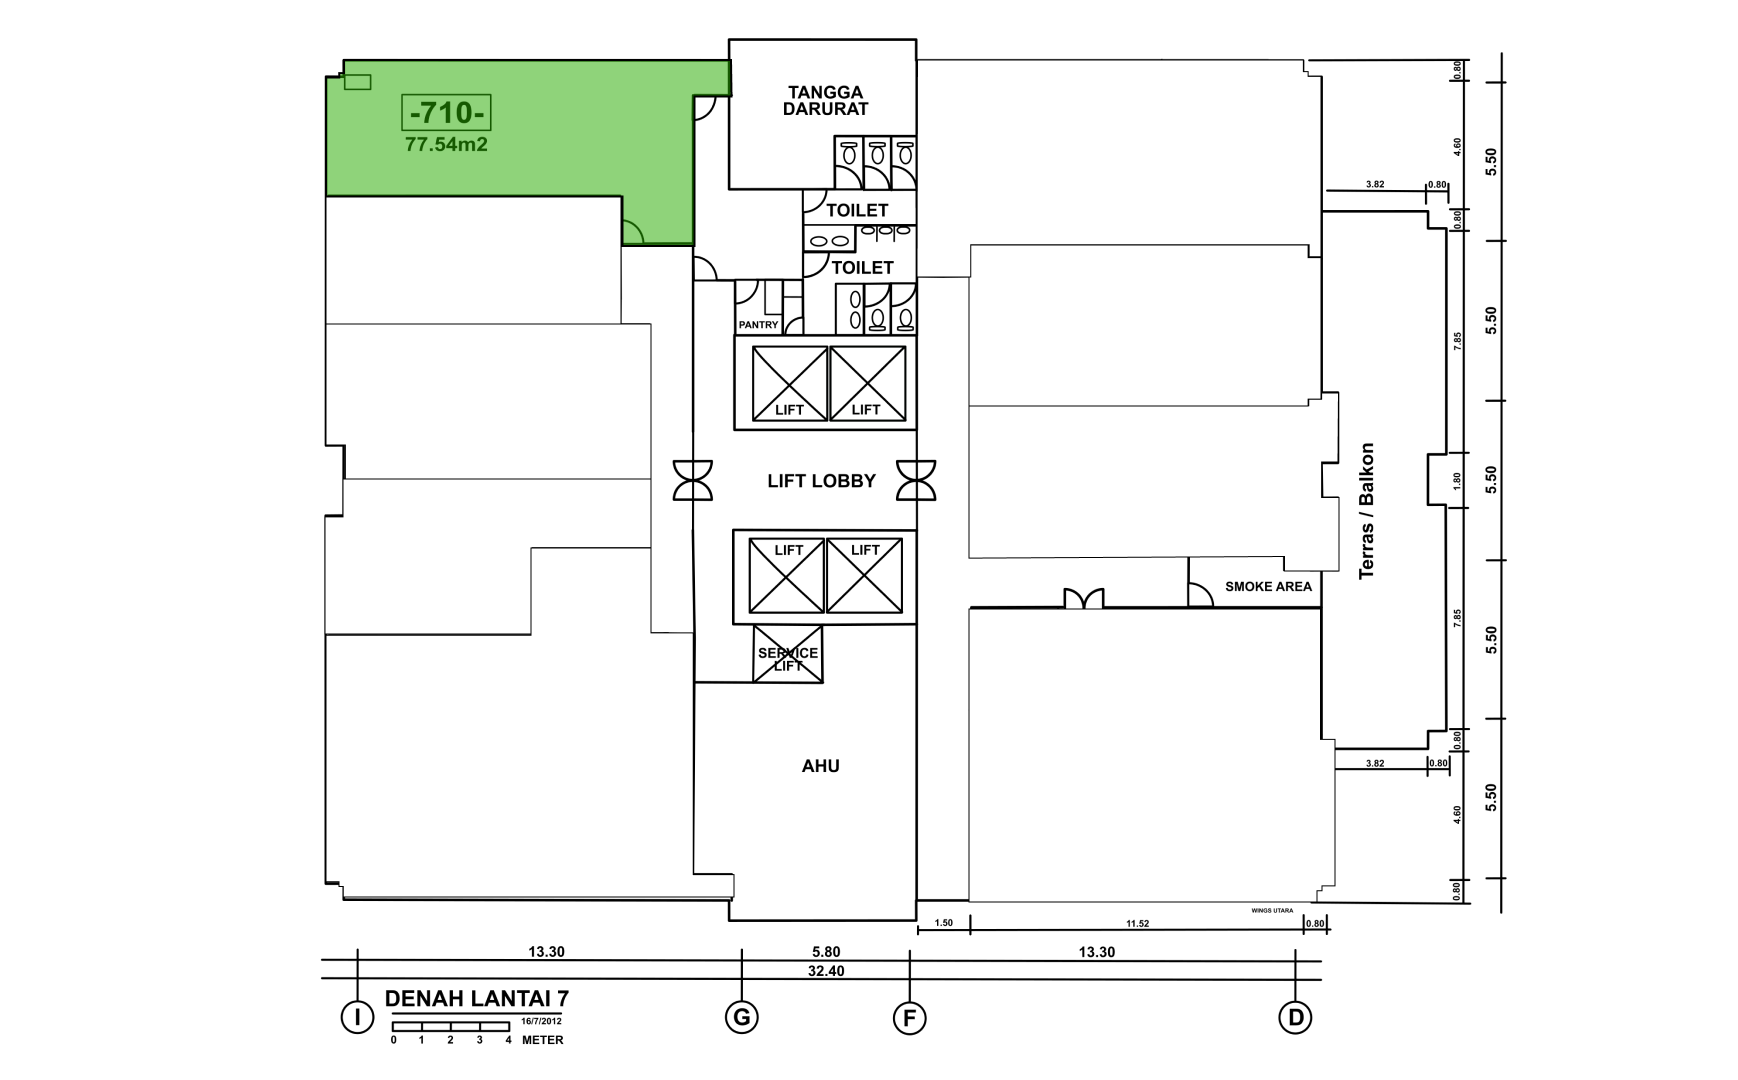 TANGGA
DARURAT
-710-
77.54m2
TOILET
TOILET
PANTRY
LIFT
LIFT
LIFT LOBBY
LIFT
LIFT
SERVICE
LIFT
AHU
SMOKE AREA
Terras / Balkon
3.82
0.80
0.80
4.60
0.80
7.85
1.80
7.85
0.80
4.60
0.80
5.50
5.50
5.50
5.50
5.50
3.82
0.80
WINGS UTARA
1.50
11.52
0.80
13.30
5.80
13.30
32.40
I
G
F
D
DENAH LANTAI 7
16/7/2012
0 1 2 3 4 METER